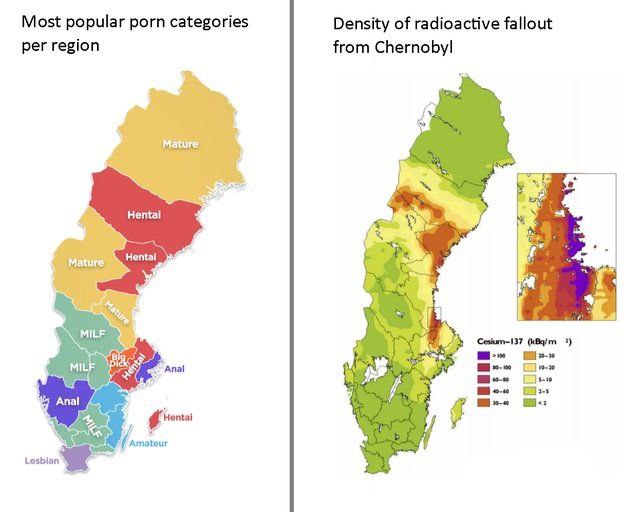 Most popular porn categories
per region
Mature
Hentai
Hentai
Mature
Mature
MILF
Big
Dick
Hentai
MILF
Anal
Anal
Hentai
MILF
Amateur
Lesbian
Density of radioactive fallout
from Chernobyl
Cesium-137 (kBq/m ²)
> 100
20-30
80-100
10-20
60-80
5-10
40-60
2-5
30-40
< 2